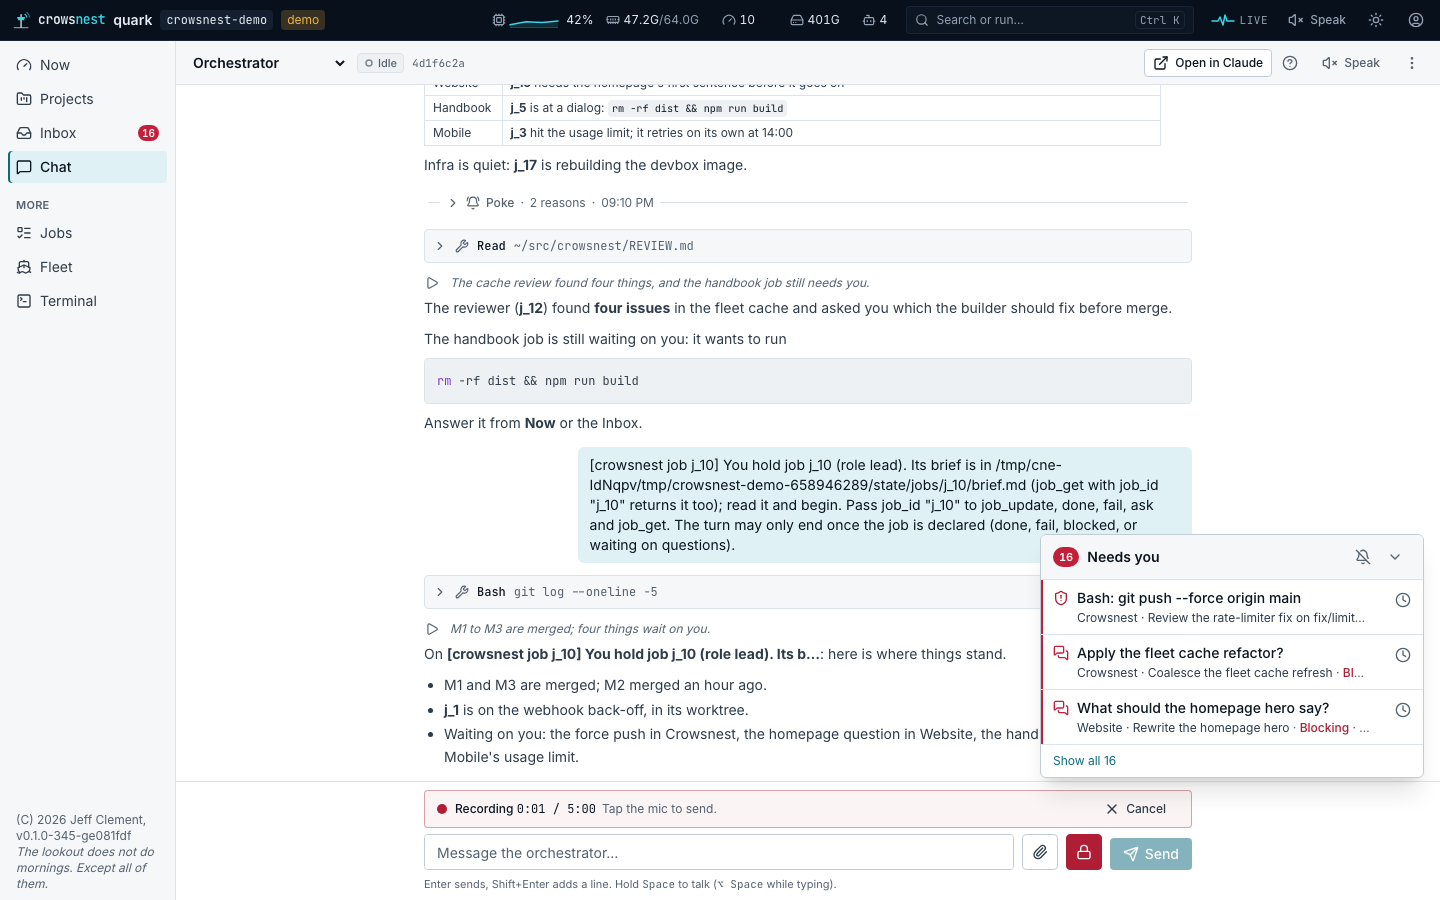 crowsnest quark crowsnest-demo demo 42% 47.2G/64.0G 10 401G 4 Search or run... Ctrl K LIVE Speak
Now
Projects
Inbox 16
Chat
MORE
Jobs
Fleet
Terminal
(C) 2026 Jeff Clement,
v0.1.0-345-ge081fdf
The lookout does not do
mornings. Except all of
them.
Orchestrator Idle 4d1f6c2a Open in Claude Speak
Handbook j_5 is at a dialog: rm -rf dist && npm run build
Mobile j_3 hit the usage limit; it retries on its own at 14:00
Infra is quiet: j_17 is rebuilding the devbox image.
Poke · 2 reasons · 09:10 PM
Read ~/src/crowsnest/REVIEW.md
The cache review found four things, and the handbook job still needs you.
The reviewer (j_12) found four issues in the fleet cache and asked you which the builder should fix before merge.
The handbook job is still waiting on you: it wants to run
rm -rf dist && npm run build
Answer it from Now or the Inbox.
[crowsnest job j_10] You hold job j_10 (role lead). Its brief is in /tmp/cne-
IdNqpv/tmp/crowsnest-demo-658946289/state/jobs/j_10/brief.md (job_get with job_id
"j_10" returns it too); read it and begin. Pass job_id "j_10" to job_update, done, fail, ask
and job_get. The turn may only end once the job is declared (done, fail, blocked, or
waiting on questions).
Bash git log --oneline -5
M1 to M3 are merged; four things wait on you.
On [crowsnest job j_10] You hold job j_10 (role lead). Its b...: here is where things stand.
• M1 and M3 are merged; M2 merged an hour ago.
• j_1 is on the webhook back-off, in its worktree.
• Waiting on you: the force push in Crowsnest, the homepage question in Website, the hand
Mobile's usage limit.
16 Needs you
Bash: git push --force origin main
Crowsnest · Review the rate-limiter fix on fix/limit...
Apply the fleet cache refactor?
Crowsnest · Coalesce the fleet cache refresh · Bl...
What should the homepage hero say?
Website · Rewrite the homepage hero · Blocking · ...
Show all 16
Recording 0:01 / 5:00 Tap the mic to send. Cancel
Message the orchestrator... Send
Enter sends, Shift+Enter adds a line. Hold Space to talk (⌥ Space while typing).